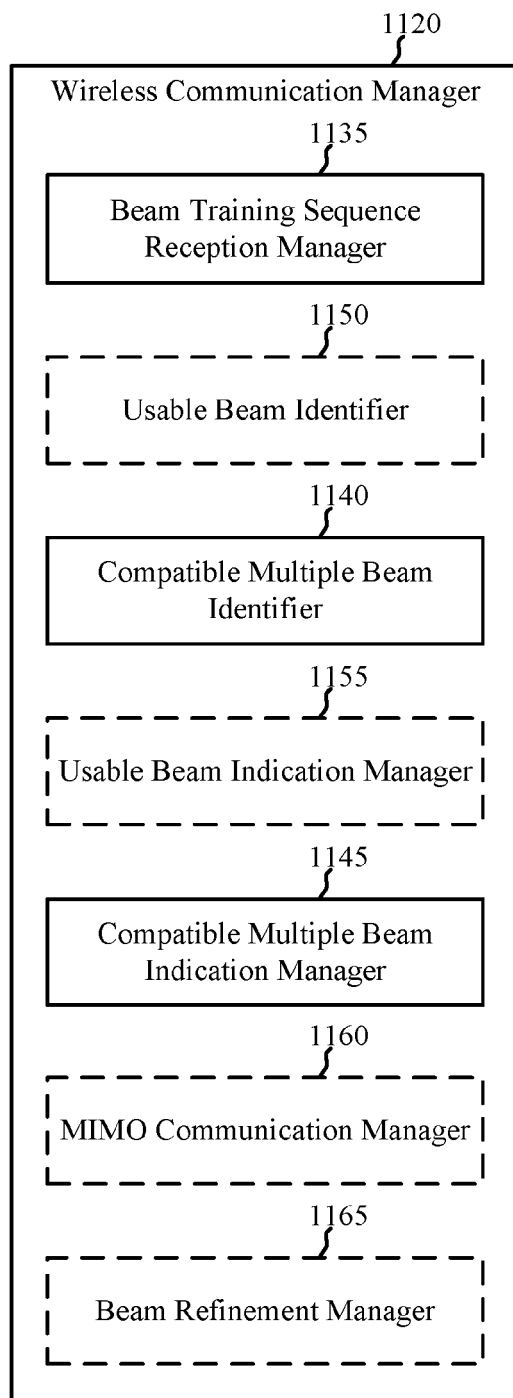 1120
Wireless Communication Manager
1135
Beam Training Sequence
Reception Manager
1150
Usable Beam Identifier
1140
Compatible Multiple Beam
Identifier
1155
Usable Beam Indication Manager
1145
Compatible Multiple Beam
Indication Manager
1160
MIMO Communication Manager
1165
Beam Refinement Manager